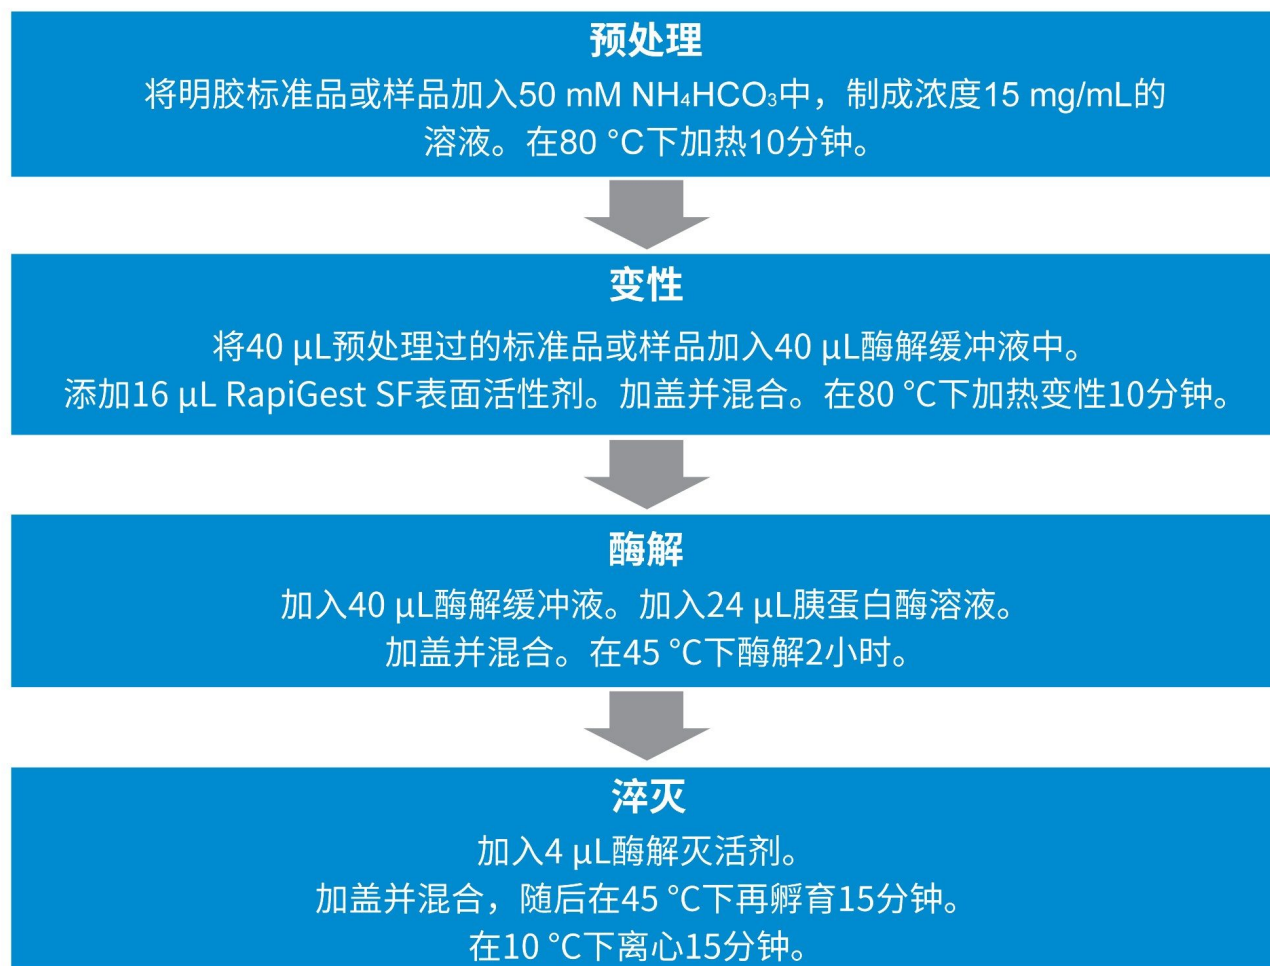 预处理
将明胶标准品或样品加入50 mM NH₄HCO₃中，制成浓度15 mg/mL的
溶液。在80 °C下加热10分钟。
变性
将40 µL预处理过的标准品或样品加入40 µL酶解缓冲液中。
添加16 µL RapiGest SF表面活性剂。加盖并混合。在80 °C下加热变性10分钟。
酶解
加入40 µL酶解缓冲液。加入24 µL胰蛋白酶溶液。
加盖并混合。在45 °C下酶解2小时。
淬灭
加入4 µL酶解灭活剂。
加盖并混合，随后在45 °C下再孵育15分钟。
在10 °C下离心15分钟。